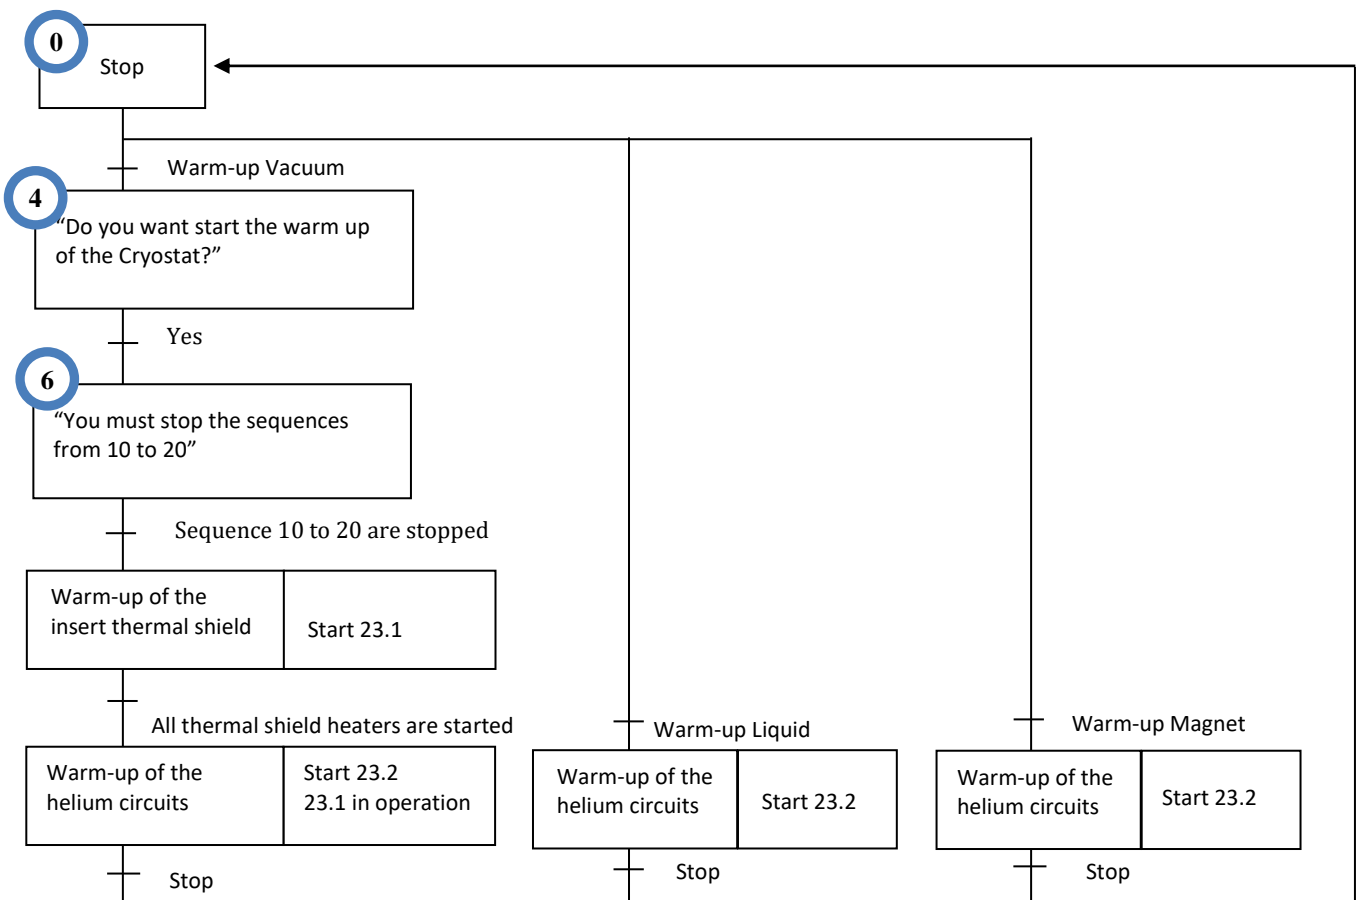 0
Stop
Warm-up Vacuum
4
“Do you want start the warm up
of the Cryostat?”
Yes
6
“You must stop the sequences
from 10 to 20”
Sequence 10 to 20 are stopped
Warm-up of the
insert thermal shield
Start 23.1
All thermal shield heaters are started
Warm-up Liquid
Warm-up Magnet
Warm-up of the
helium circuits
Start 23.2
23.1 in operation
Warm-up of the
helium circuits
Start 23.2
Warm-up of the
helium circuits
Start 23.2
Stop
Stop
Stop